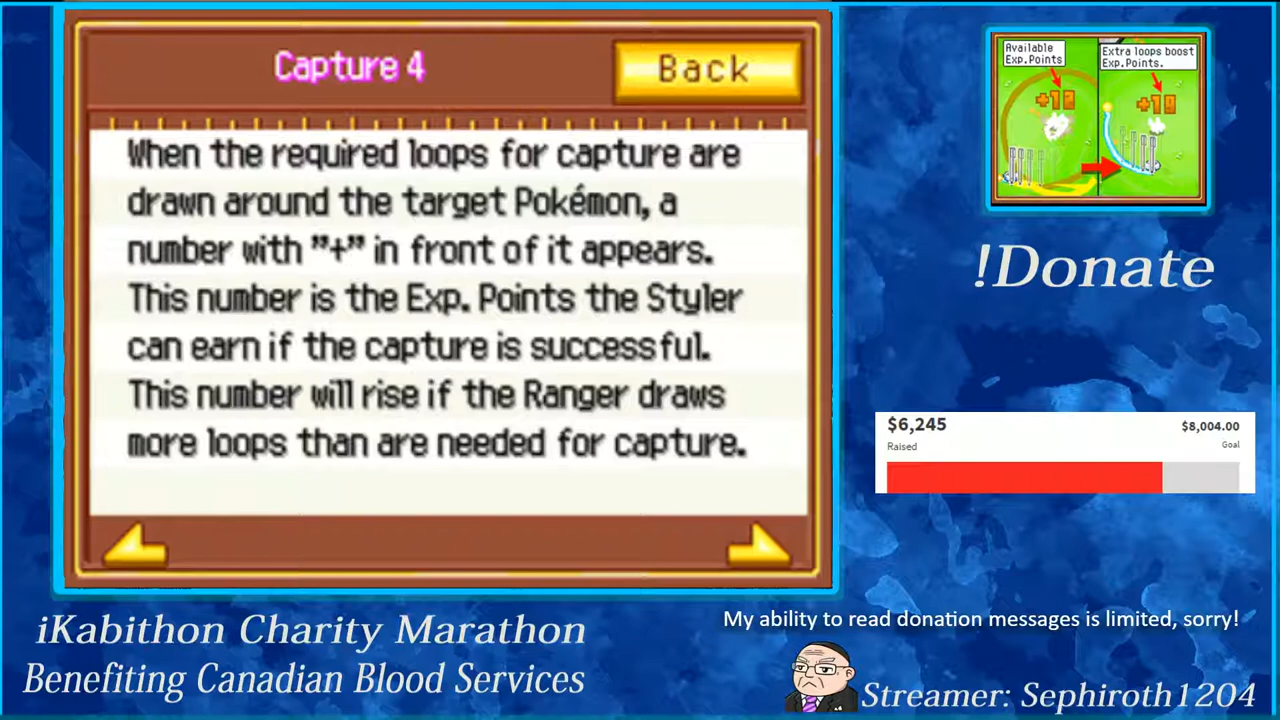 Capture 4
Back
When the required loops for capture are
drawn around the target Pokémon, a
number with "+" in front of it appears.
This number is the Exp. Points the Styler
can earn if the capture is successful.
This number will rise if the Ranger draws
more loops than are needed for capture.
Available
Exp.Points
+12
Extra loops boost
Exp.Points.
+19
!Donate
$6,245
Raised
$8,004.00
Goal
iKabithon Charity Marathon
Benefiting Canadian Blood Services
My ability to read donation messages is limited, sorry!
Streamer: Sephiroth1204